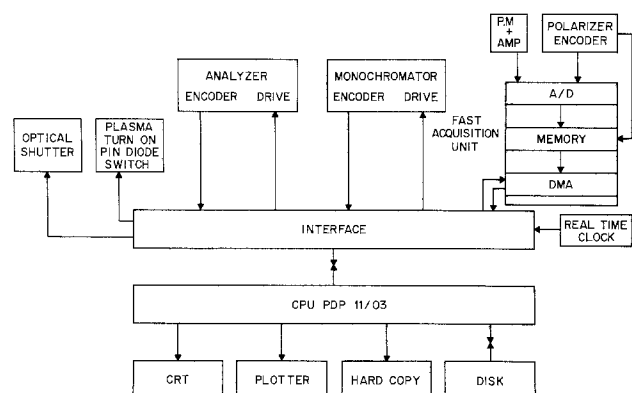 P.M
+
AMP
POLARIZER
ENCODER
ANALYZER
ENCODER DRIVE
MONOCHROMATOR
ENCODER DRIVE
A/D
FAST
ACQUISITION
UNIT
MEMORY
DMA
OPTICAL
SHUTTER
PLASMA
TURN ON
PIN DIODE
SWITCH
INTERFACE
REAL TIME
CLOCK
CPU PDP 11/03
CRT
PLOTTER
HARD COPY
DISK